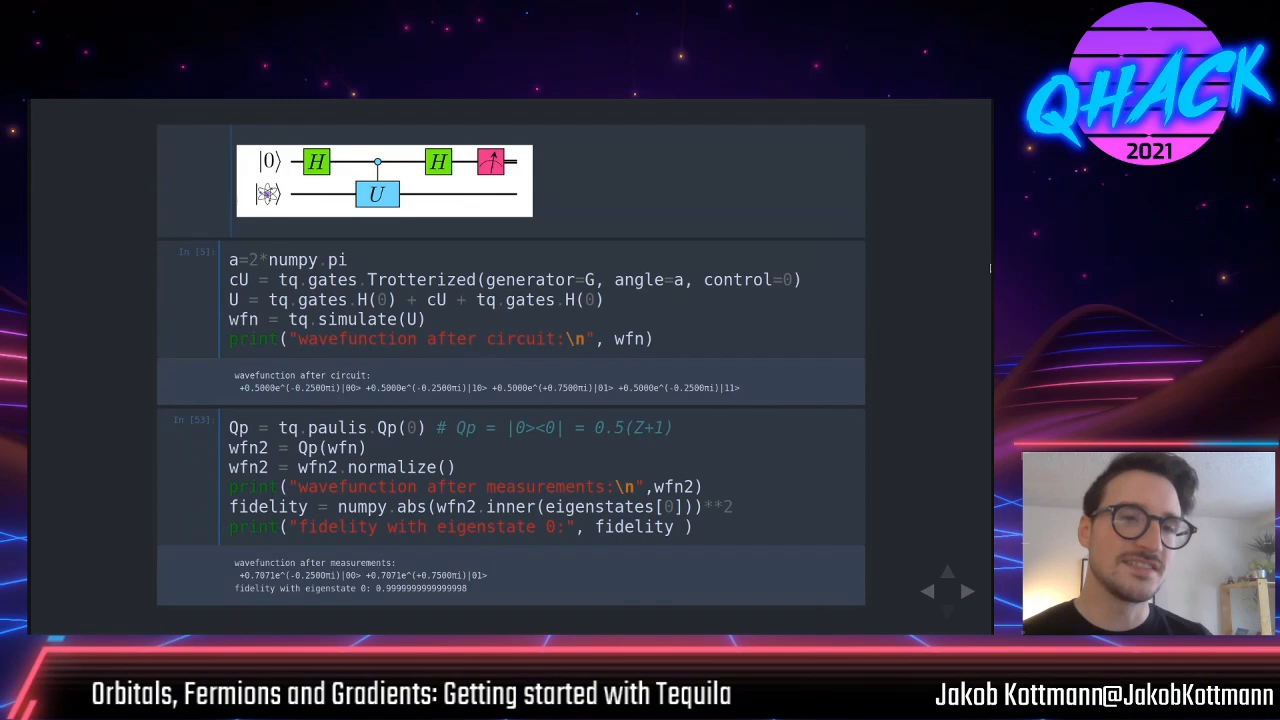 QHACK
2021
|0⟩ H H
U
In [5]:
a=2*numpy.pi
cU = tq.gates.Trotterized(generator=G, angle=a, control=0)
U = tq.gates.H(0) + cU + tq.gates.H(0)
wfn = tq.simulate(U)
print("wavefunction after circuit:\n", wfn)
wavefunction after circuit:
+0.5000e^(-0.2500πi)|00> +0.5000e^(-0.2500πi)|10> +0.5000e^(+0.7500πi)|01> +0.5000e^(-0.2500πi)|11>
In [53]:
Qp = tq.paulis.Qp(0) # Qp = |0><0| = 0.5(Z+1)
wfn2 = Qp(wfn)
wfn2 = wfn2.normalize()
print("wavefunction after measurements:\n",wfn2)
fidelity = numpy.abs(wfn2.inner(eigenstates[0]))**2
print("fidelity with eigenstate 0:", fidelity )
wavefunction after measurements:
+0.7071e^(-0.2500πi)|00> +0.7071e^(+0.7500πi)|01>
fidelity with eigenstate 0: 0.9999999999999998
Orbitals, Fermions and Gradients: Getting started with Tequila
Jakob Kottmann@JakobKottmann